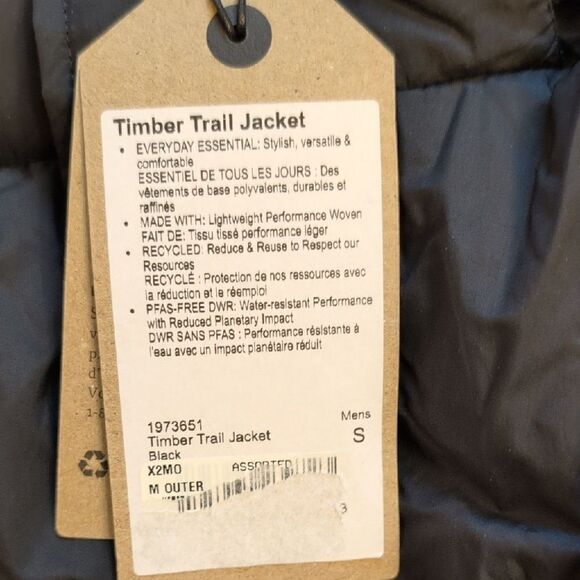 Timber Trail Jacket
• EVERYDAY ESSENTIAL: Stylish, versatile &
comfortable
ESSENTIEL DE TOUS LES JOURS : Des
vêtements de base polyvalents, durables et
raffinés
• MADE WITH: Lightweight Performance Woven
FAIT DE: Tissu tissé performance léger
• RECYCLED: Reduce & Reuse to Respect our
Resources
RECYCLÉ : Protection de nos ressources avec
la réduction et le réemploi
• PFAS-FREE DWR: Water-resistant Performance
with Reduced Planetary Impact
DWR SANS PFAS : Performance résistante à
l'eau avec un impact planétaire réduit
1973651
Timber Trail Jacket
Black
Mens
S
X2MO ASSORTED
M OUTER
3